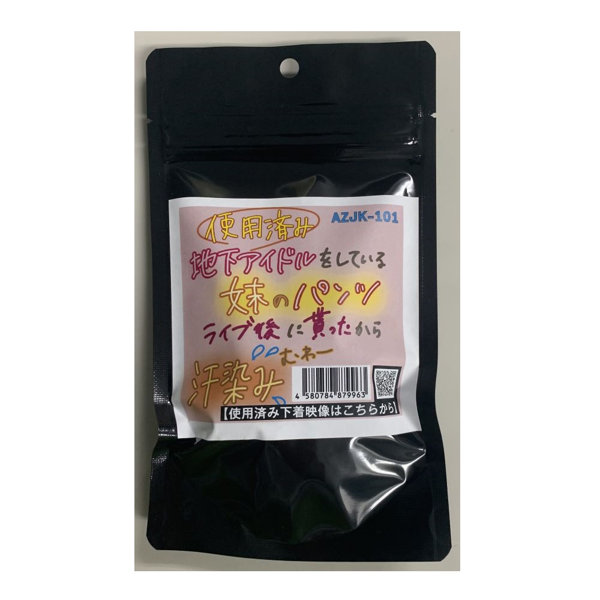 使用済み
AZJK-101
地下アイドルをしている
妹のパンツ
ライブ後に貰ったから
むわー
汗染み
4 580784 879963
【使用済み下着映像はこちらから】